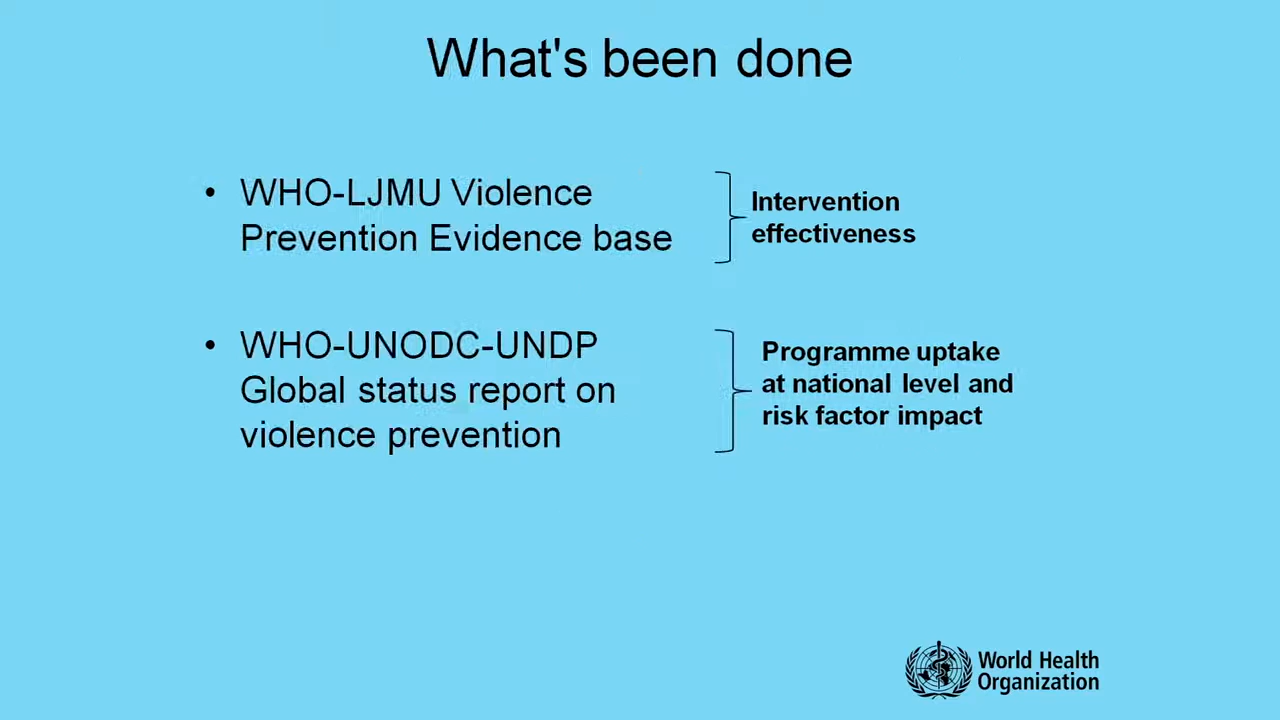 What's been done
• WHO-LJMU Violence
Prevention Evidence base
Intervention
effectiveness
• WHO-UNODC-UNDP
Global status report on
violence prevention
Programme uptake
at national level and
risk factor impact
World Health
Organization